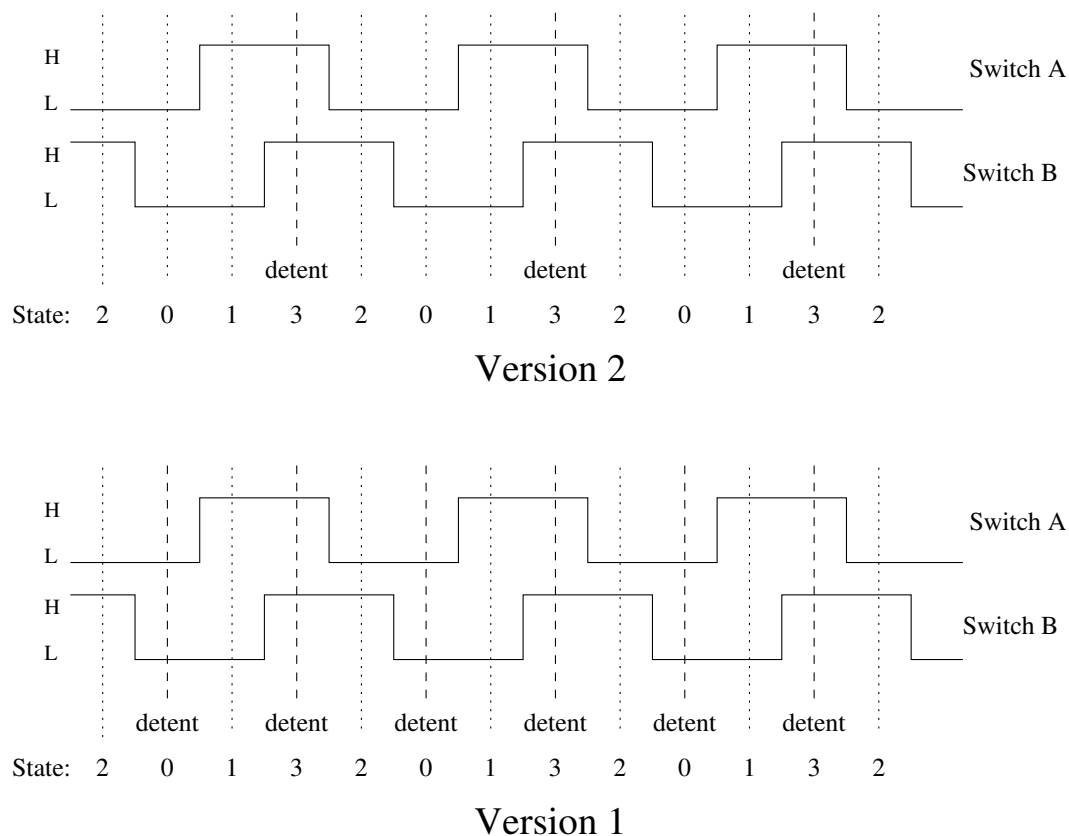 H
Switch A
L
H
Switch B
L
detent detent detent
State: 2 0 1 3 2 0 1 3 2 0 1 3 2
Version 2
H
Switch A
L
H
Switch B
L
detent detent detent detent detent detent
State: 2 0 1 3 2 0 1 3 2 0 1 3 2
Version 1